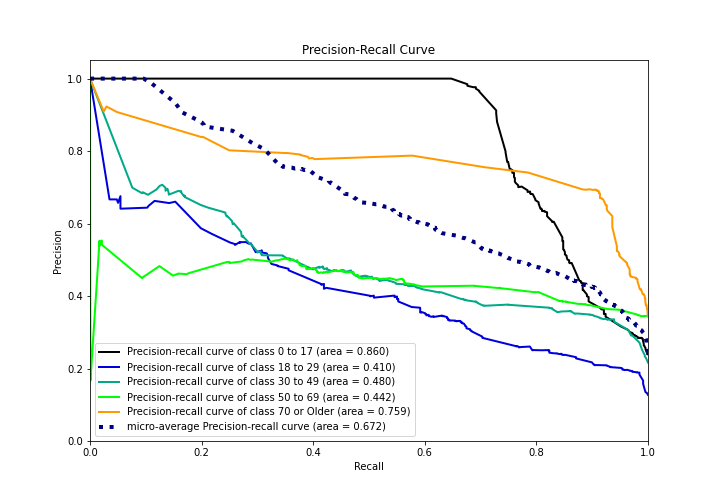 Precision-Recall Curve
Precision
1.0
0.8
0.6
0.4
0.2
0.0
Precision-recall curve of class 0 to 17 (area = 0.860)
Precision-recall curve of class 18 to 29 (area = 0.410)
Precision-recall curve of class 30 to 49 (area = 0.480)
Precision-recall curve of class 50 to 69 (area = 0.442)
Precision-recall curve of class 70 or Older (area = 0.759)
micro-average Precision-recall curve (area = 0.672)
0.0 0.2 0.4 0.6 0.8 1.0
Recall